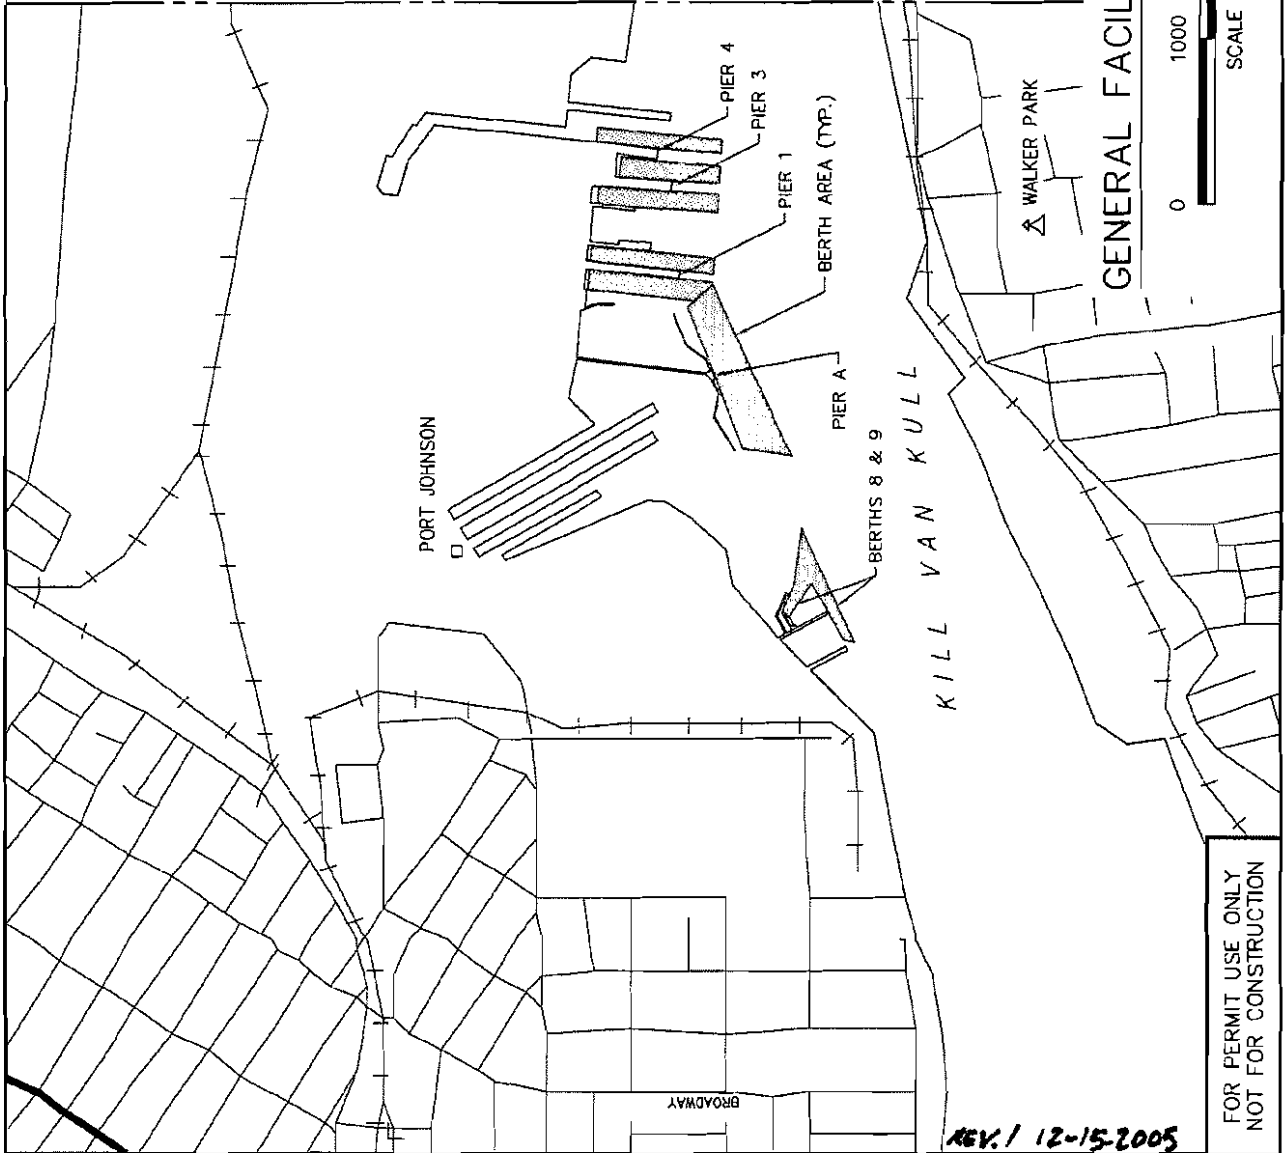 PORT JOHNSON
PIER 4
PIER 3
PIER 1
BERTH AREA (TYP.)
PIER A
BERTHS 8 & 9
KILL VAN KULL
WALKER PARK
GENERAL FACIL
0 1000
SCALE
BROADWAY
REV. 1 12-15-2005
FOR PERMIT USE ONLY
NOT FOR CONSTRUCTION